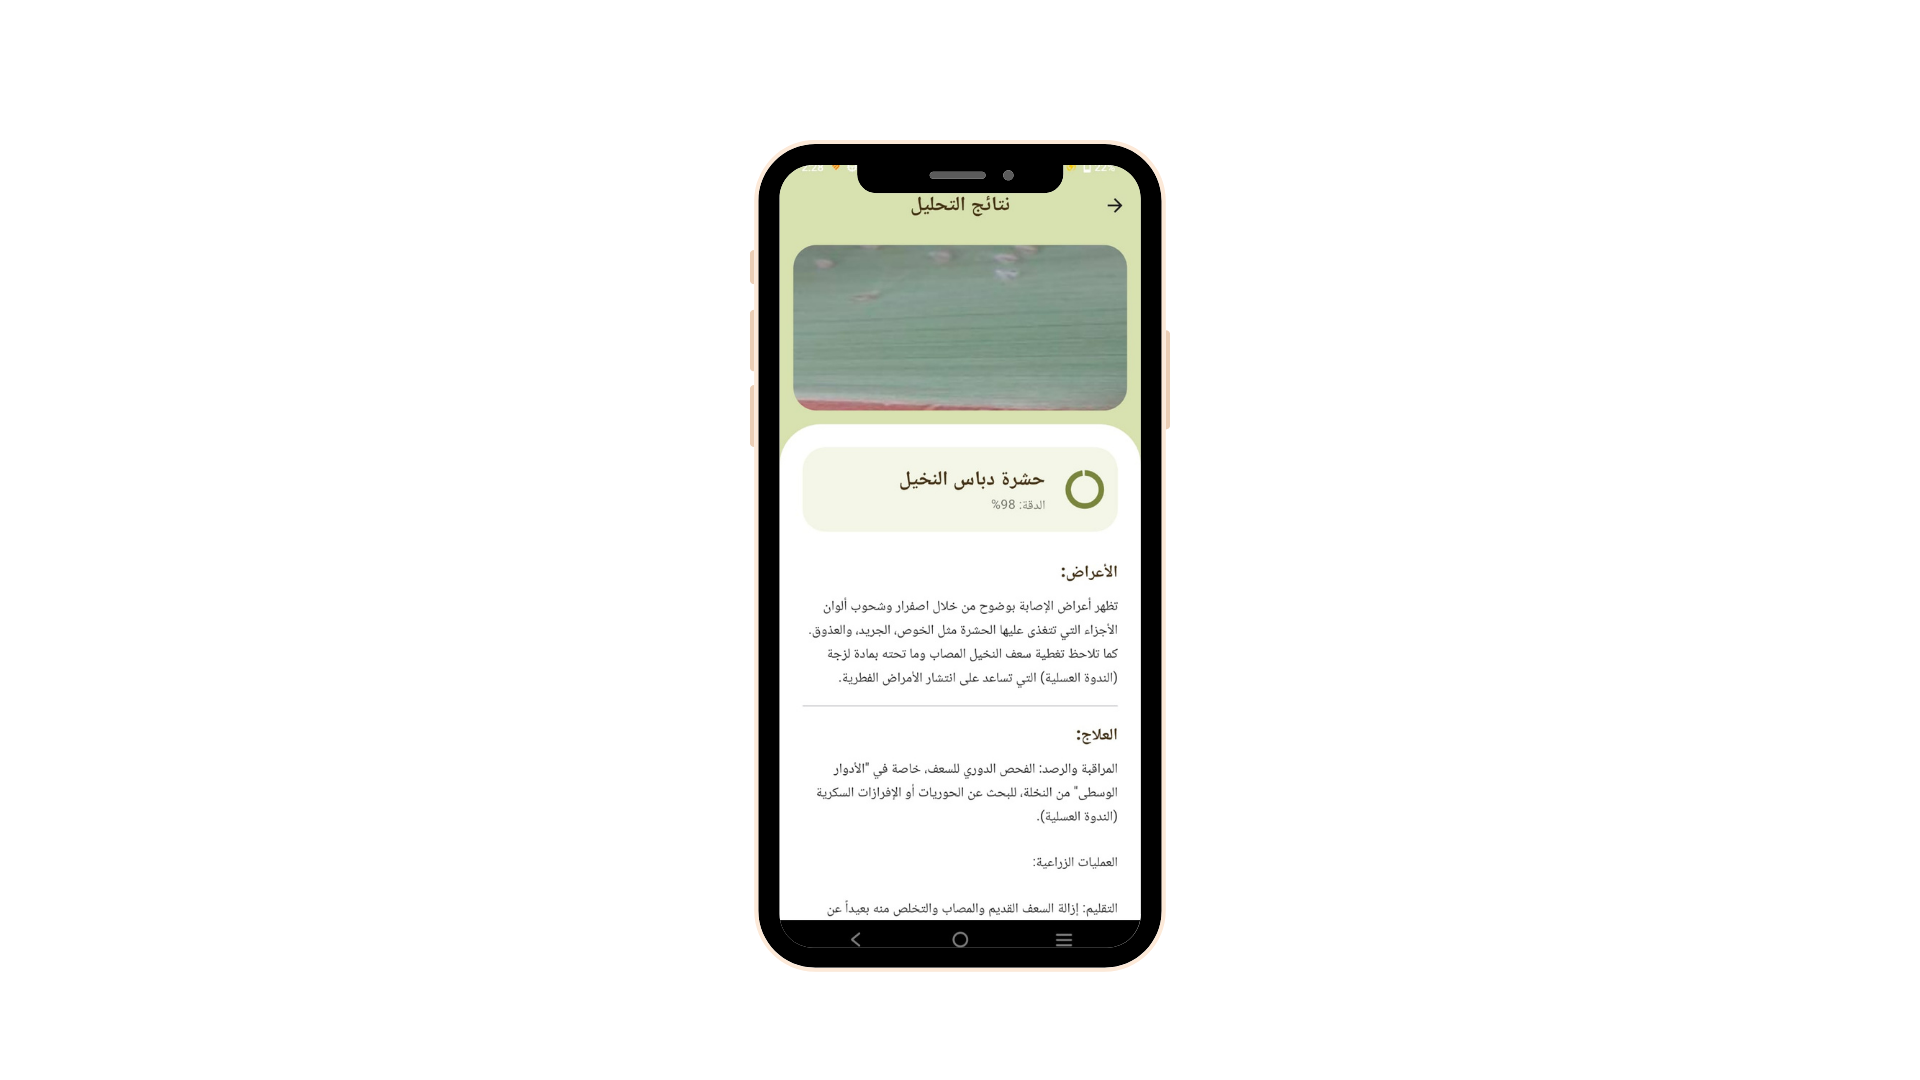 نتائج التحليل
حشرة دباس النخيل
الدقة: 98%
الأعراض:
تظهر أعراض الإصابة بوضوح من خلال اصفرار وشحوب ألوان
الأجزاء التي تتغذى عليها الحشرة مثل الخوص، الجريد، والعذوق.
كما تلاحظ تغطية سعف النخيل المصاب وما تحته بمادة لزجة
(الندوة العسلية) التي تساعد على انتشار الأمراض الفطرية.
العلاج:
المراقبة والرصد: الفحص الدوري للسعف، خاصة في "الأدوار
الوسطى" من النخلة، للبحث عن الحوريات أو الإفرازات السكرية
(الندوة العسلية).
العمليات الزراعية:
التقليم: إزالة السعف القديم والمصاب والتخلص منه بعيداً عن